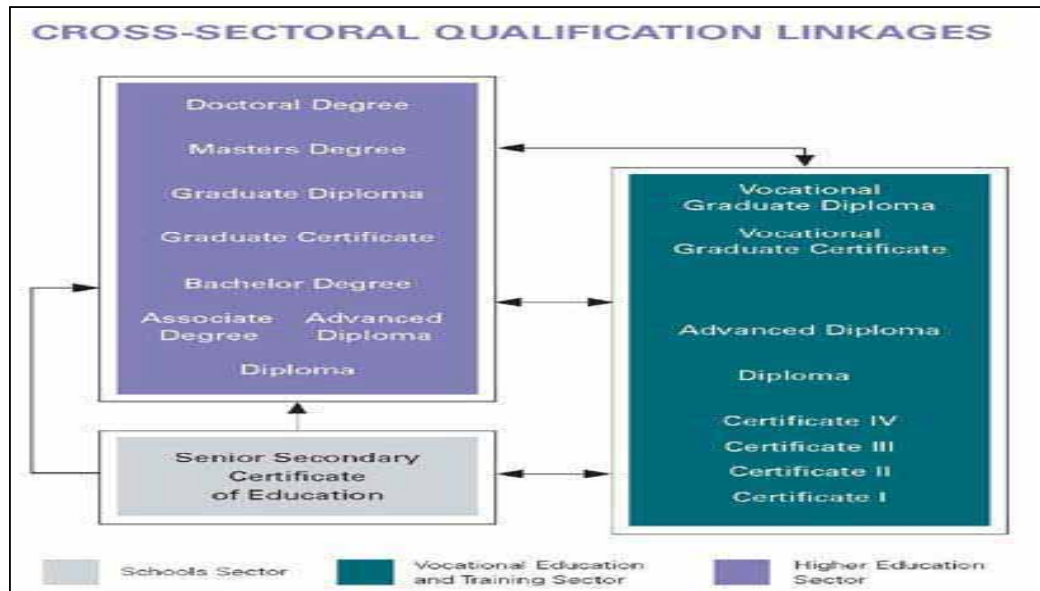 CROSS-SECTORAL QUALIFICATION LINKAGES
Doctoral Degree
Masters Degree
Graduate Diploma
Graduate Certificate
Bachelor Degree
Associate Degree
Advanced Diploma
Diploma
Senior Secondary
Certificate
of Education
Vocational
Graduate Diploma
Vocational
Graduate Certificate
Advanced Diploma
Diploma
Certificate IV
Certificate III
Certificate II
Certificate I
Schools Sector
Vocational Education
and Training Sector
Higher Education
Sector